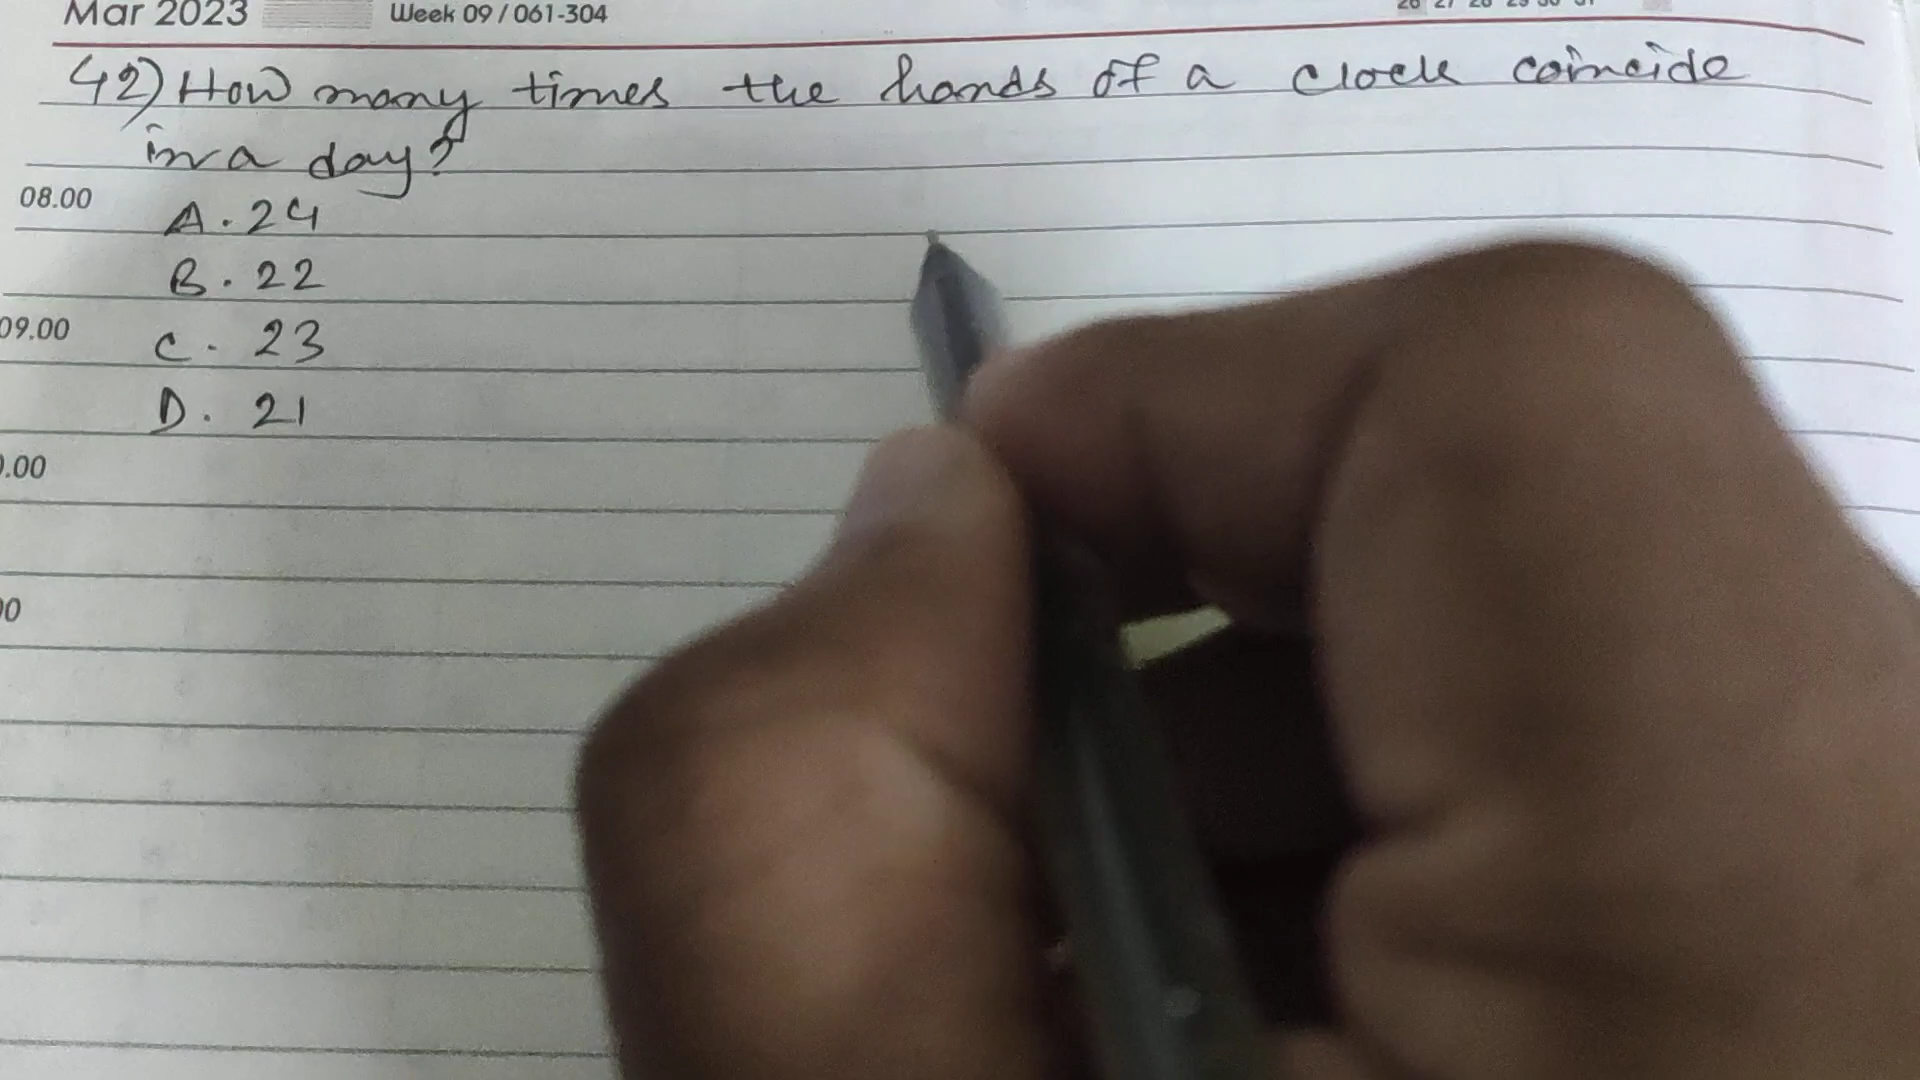 Mar 2023 Week 09 / 061-304
42) How many times the hands of a clock coincide
in a day?
08.00 A. 24
B. 22
09.00 C. 23
D. 21
.00